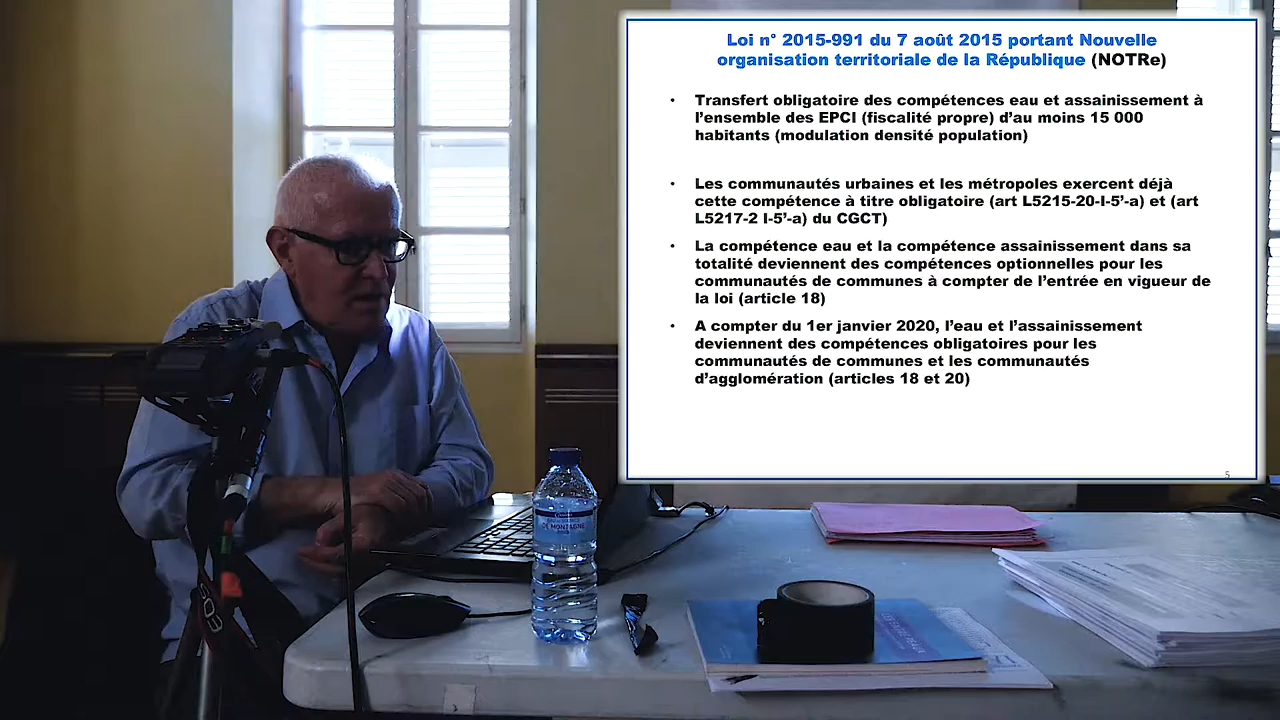 Loi n° 2015-991 du 7 août 2015 portant Nouvelle
organisation territoriale de la République (NOTRe)
• Transfert obligatoire des compétences eau et assainissement à
l'ensemble des EPCI (fiscalité propre) d'au moins 15 000
habitants (modulation densité population)
• Les communautés urbaines et les métropoles exercent déjà
cette compétence à titre obligatoire (art L5215-20-I-5'-a) et (art
L5217-2 I-5'-a) du CGCT)
• La compétence eau et la compétence assainissement dans sa
totalité deviennent des compétences optionnelles pour les
communautés de communes à compter de l'entrée en vigueur de
la loi (article 18)
• A compter du 1er janvier 2020, l'eau et l'assainissement
deviennent des compétences obligatoires pour les
communautés de communes et les communautés
d'agglomération (articles 18 et 20)
5
DE MONTAGNE